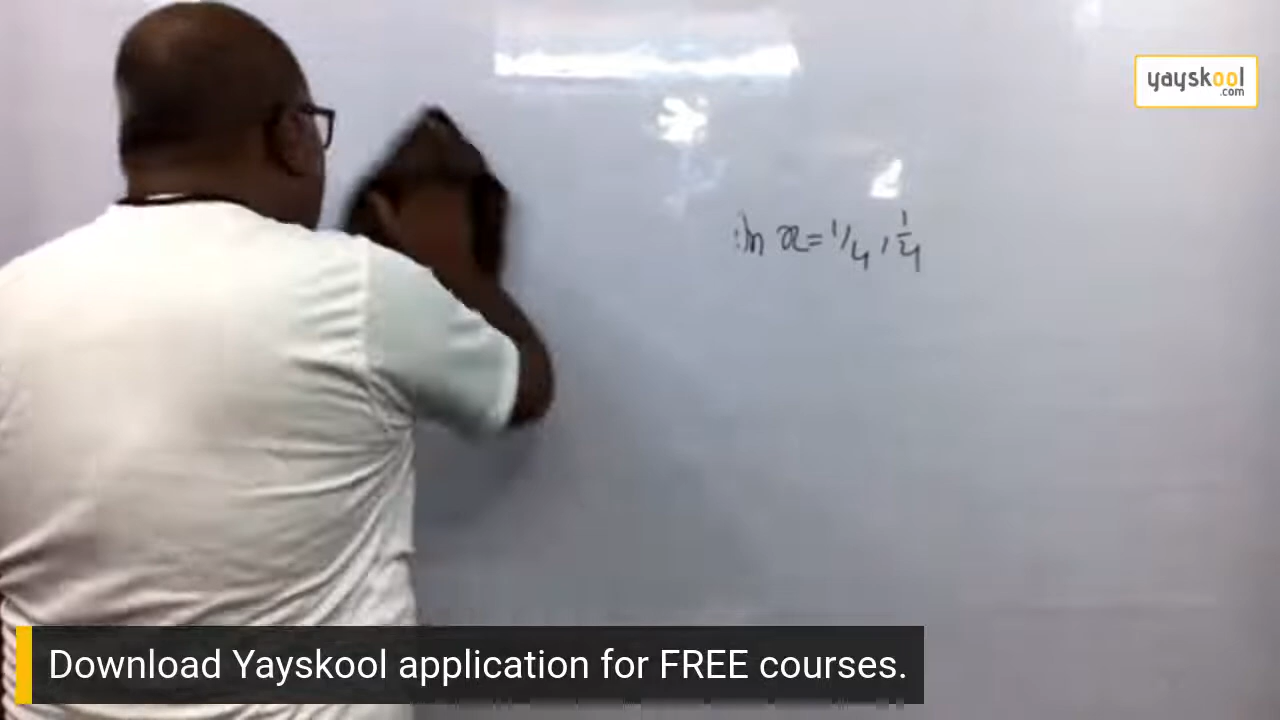 yayskool
.com
x = 1/4, 1/4
Download Yayskool application for FREE courses.